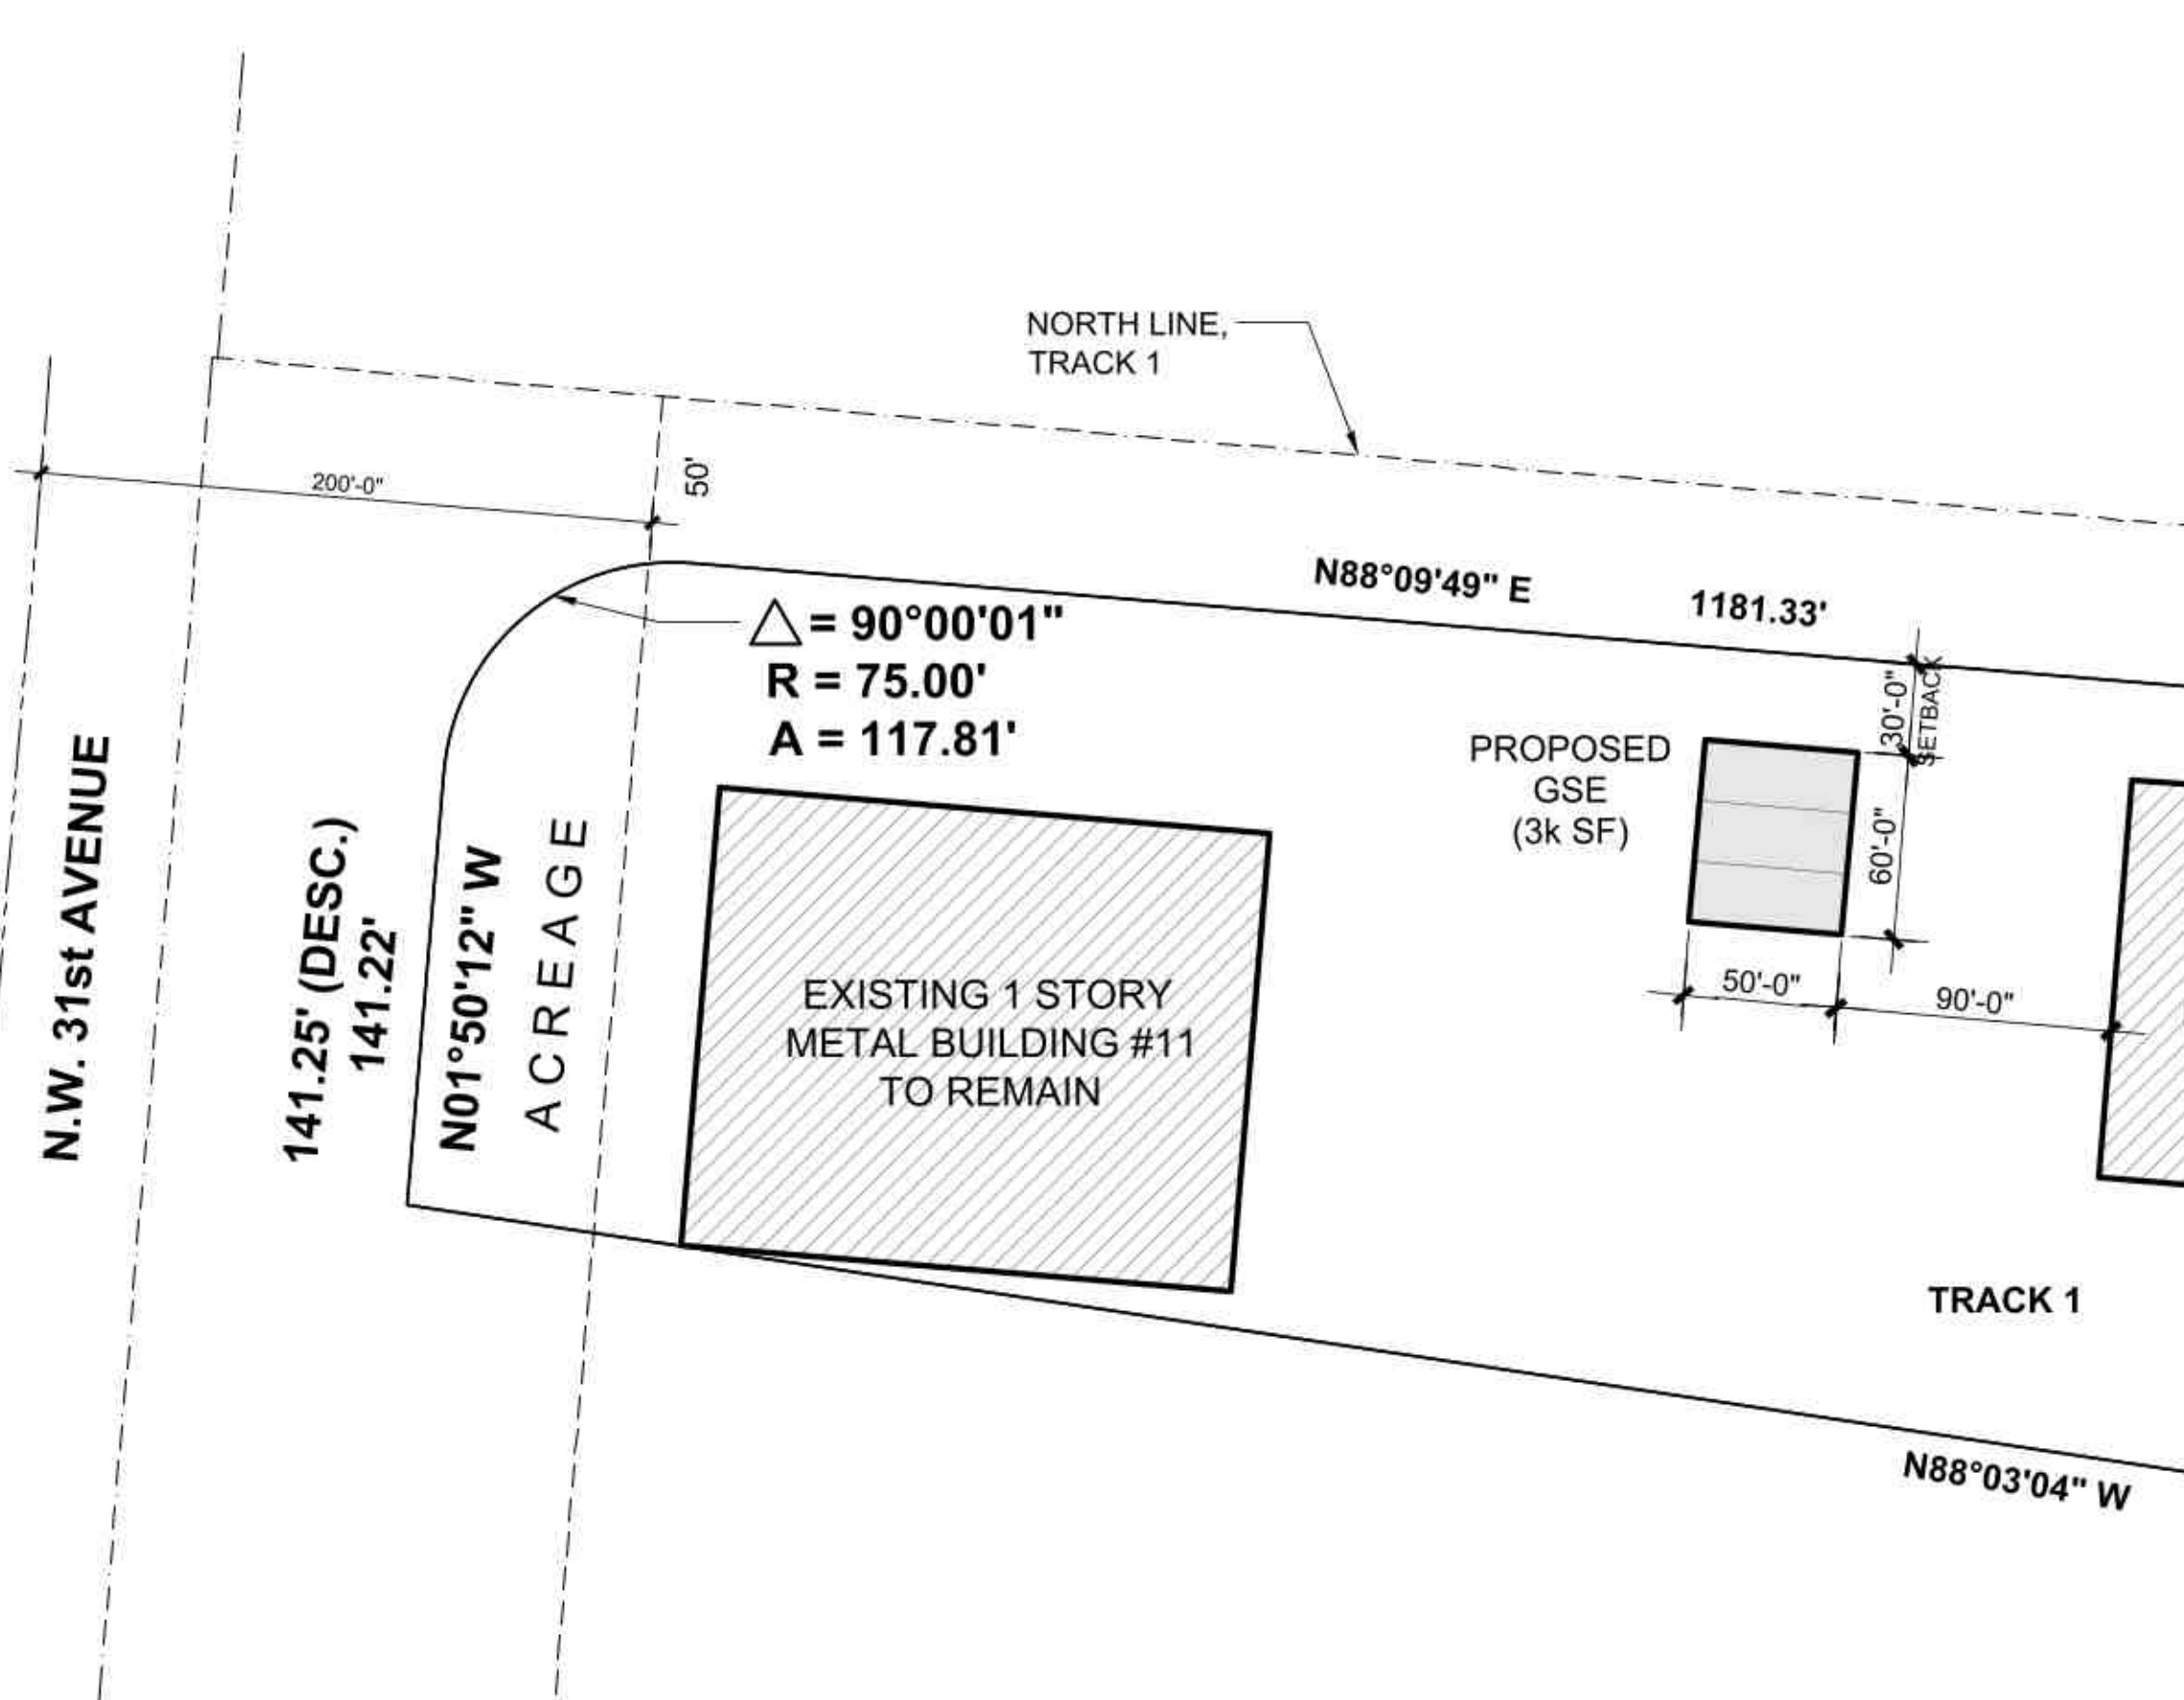 NORTH LINE,
TRACK 1
200'-0"
50'
N88°09'49" E
1181.33'
△ = 90°00'01"
R = 75.00'
A = 117.81'
30'-0"
SETBACK
PROPOSED
GSE
(3k SF)
60'-0"
50'-0"
90'-0"
N.W. 31st AVENUE
141.25' (DESC.)
141.22'
N01°50'12" W
ACREAGE
EXISTING 1 STORY
METAL BUILDING #11
TO REMAIN
TRACK 1
N88°03'04" W